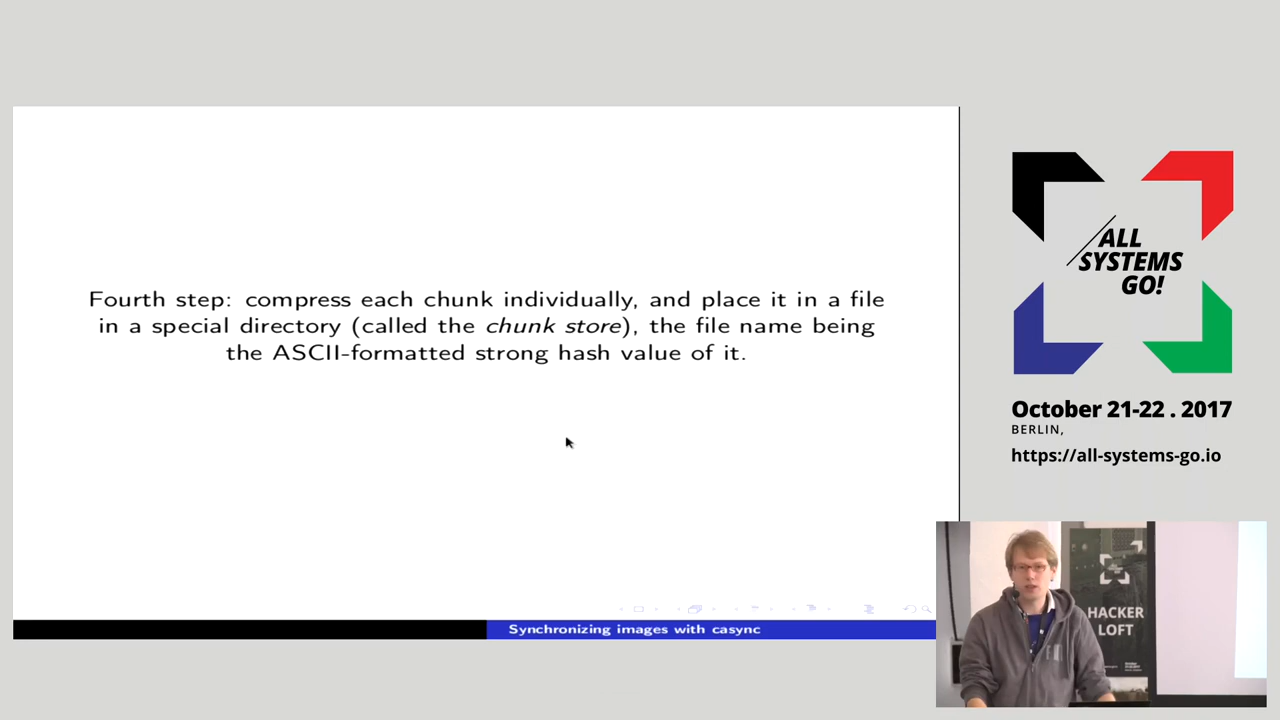 Fourth step: compress each chunk individually, and place it in a file
in a special directory (called the chunk store), the file name being
the ASCII-formatted strong hash value of it.
Synchronizing images with casync
ALL
SYSTEMS
GO!
October 21-22 . 2017
BERLIN,
https://all-systems-go.io
HACKER
LOFT